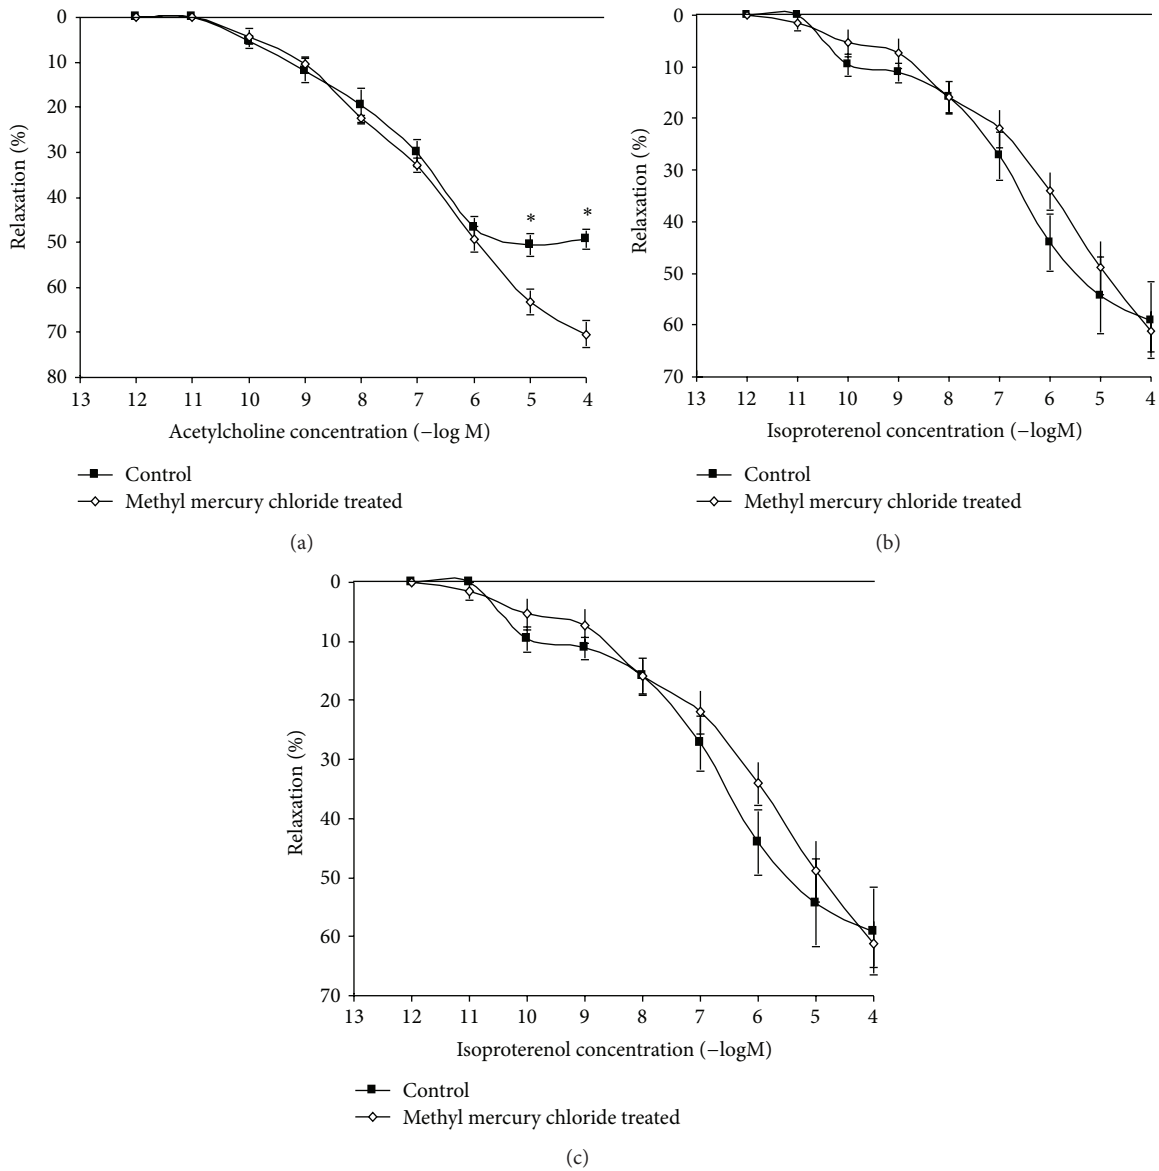 0
10
20
30
40
50
60
70
80
Relaxation (%)
* *
13 12 11 10 9 8 7 6 5 4
Acetylcholine concentration (−log M)
Control
Methyl mercury chloride treated
(a)
0
10
20
30
40
50
60
70
Relaxation (%)
13 12 11 10 9 8 7 6 5 4
Isoproterenol concentration (−logM)
Control
Methyl mercury chloride treated
(b)
0
10
20
30
40
50
60
70
Relaxation (%)
13 12 11 10 9 8 7 6 5 4
Isoproterenol concentration (−logM)
Control
Methyl mercury chloride treated
(c)